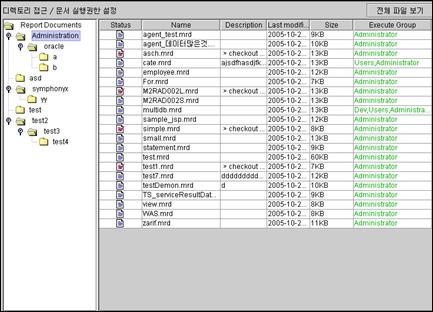 디렉토리 접근 / 문서 실행권한 설정 전체 파일 보기
Report Documents
Administration
oracle
a
b
asd
symphonyx
yy
test
test2
test3
test4
Status Name Description Last modifi... Size Execute Group
agent_test.mrd 2005-10-2... 9KB Administrator
agent_데이터많은것.... 2005-10-2... 10KB Administrator
asch.mrd > checkout ... 2005-10-2... 13KB Administrator
cate.mrd ajsdfhasdjfk... 2005-10-2... 13KB Users,Administrator
employee.mrd 2005-10-2... 12KB Administrator
For.mrd > checkout ... 2005-10-2... 7KB Administrator
M2RAD002L.mrd > checkout ... 2005-10-2... 13KB Administrator
M2RAD002S.mrd 2005-10-2... 13KB Administrator
multidb.mrd 2005-10-2... 13KB Dev,Users,Administra...
sample_jsp.mrd 2005-10-2... 12KB Administrator
simple.mrd > checkout ... 2005-10-2... 8KB Administrator
small.mrd 2005-10-2... 13KB Administrator
statement.mrd 2005-10-2... 9KB Administrator
test.mrd 2005-10-2... 60KB Administrator
test1.mrd > checkout ... 2005-10-2... 7KB Administrator
test7.mrd ddddddddd... 2005-10-2... 12KB Administrator
testDemon.mrd d 2005-10-2... 10KB Administrator
TS_serviceResultDat... 2005-10-2... 9KB Administrator
view.mrd 2005-10-2... 9KB Administrator
WAS.mrd 2005-10-2... 8KB Administrator
zarif.mrd 2005-10-2... 11KB Administrator